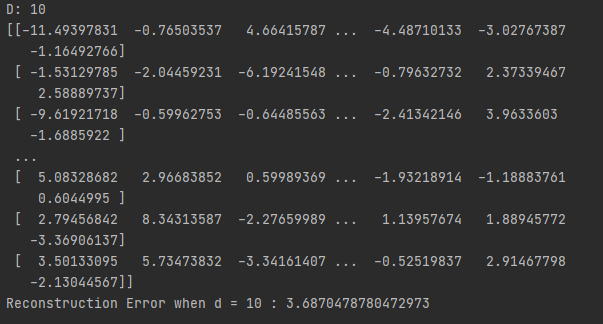 D: 10
[[-11.49397831  -0.76503537   4.66415787 ...  -4.48710133  -3.02767387
   -1.16492766]
 [ -1.53129785  -2.04459231  -6.19241548 ...  -0.79632732   2.37339467
    2.58889737]
 [ -9.61921718  -0.59962753  -0.64485563 ...  -2.41342146   3.9633603
   -1.6885922 ]
 ...
 [  5.08328682   2.96683852   0.59989369 ...  -1.93218914  -1.18883761
    0.6044995 ]
 [  2.79456842   8.34313587  -2.27659989 ...   1.13957674   1.88945772
   -3.36906137]
 [  3.50133095   5.73473832  -3.34161407 ...  -0.52519837   2.91467798
   -2.13044567]]
Reconstruction Error when d = 10 : 3.6870478780472973